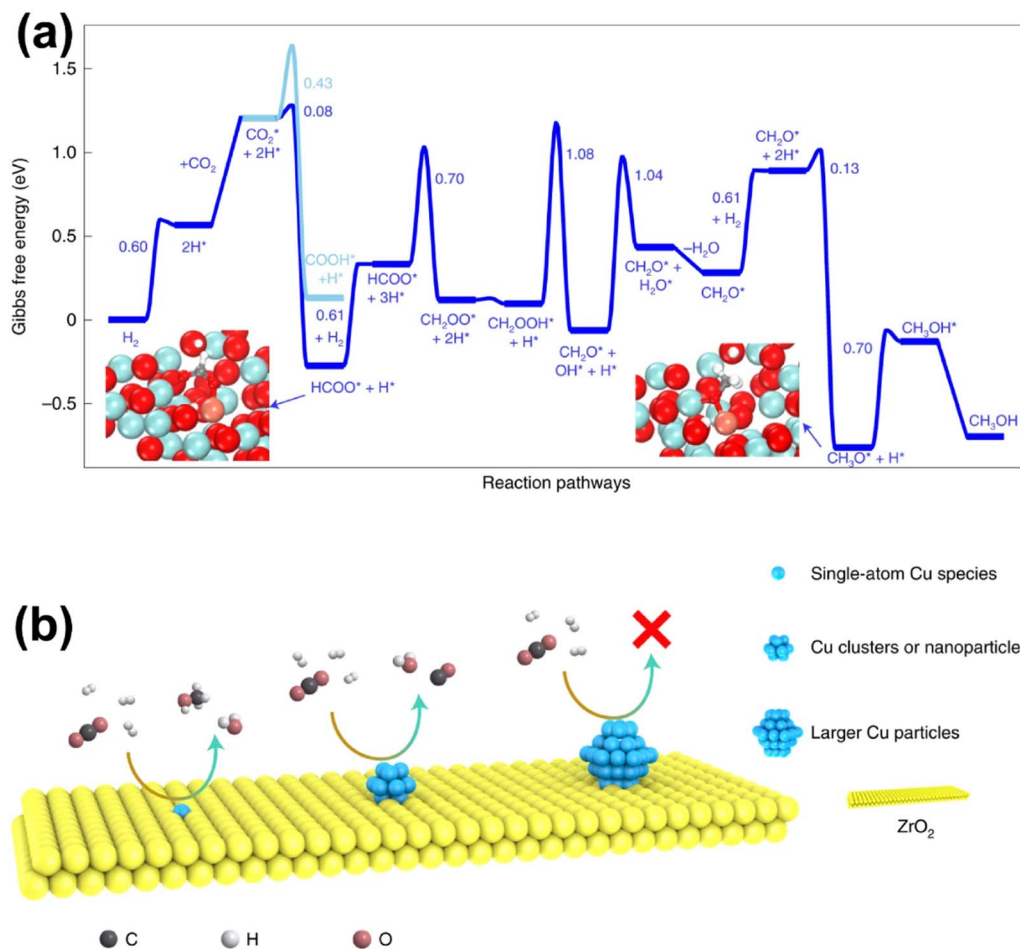 (a)
Gibbs free energy (eV)
1.5
1.0
0.5
0
−0.5
H₂
0.60
2H*
+CO₂
CO₂*
+ 2H*
0.43
0.08
COOH*
+H*
0.61
+ H₂
HCOO* + H*
HCOO*
+ 3H*
0.70
CH₂OO*
+ 2H*
CH₂OOH*
+ H*
1.08
CH₂O* +
OH* + H*
1.04
CH₂O* +
H₂O*
−H₂O
CH₂O*
0.61
+ H₂
CH₂O*
+ 2H*
0.13
CH₃O* + H*
0.70
CH₃OH*
CH₃OH
Reaction pathways
(b)
Single-atom Cu species
Cu clusters or nanoparticle
Larger Cu particles
ZrO₂
C
H
O